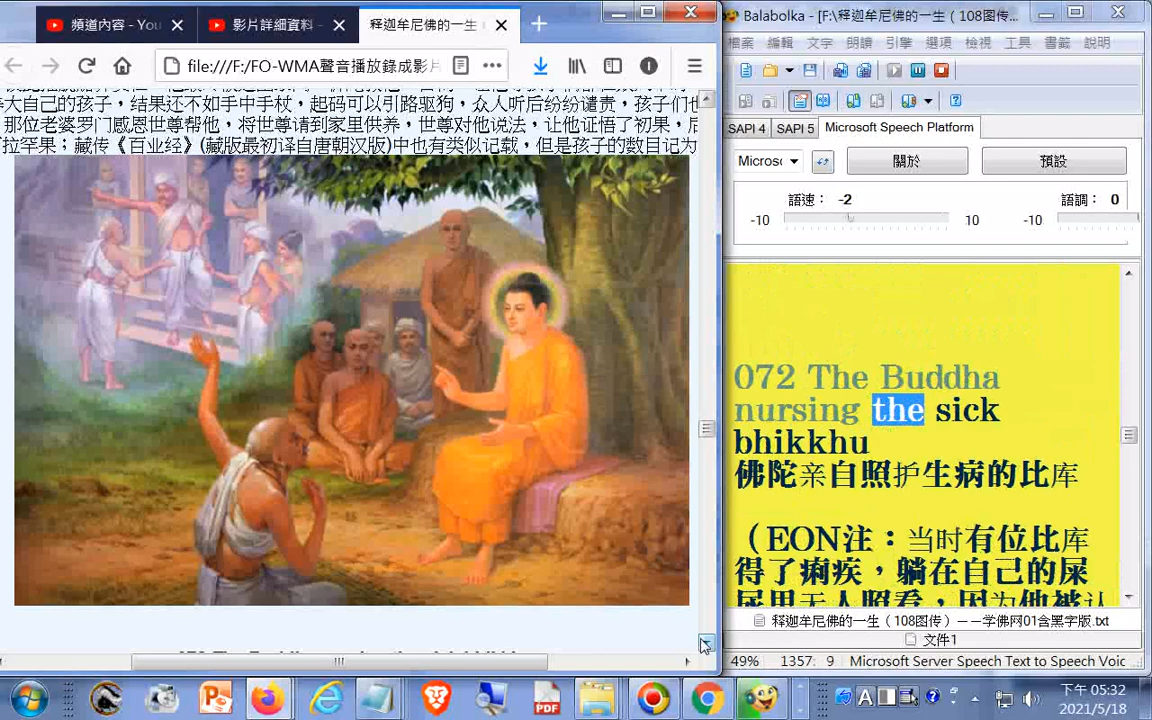 頻道内容 - You
影片詳細資料 -
释迦牟尼佛的一生
file:///F:/FO-WMA聲音播放錄成影片
大自己的孩子，结果还不如手中手杖，起码可以引路驱狗，众人听后纷纷谴责，孩子们也
那位老婆罗门感恩世尊帮他，将世尊请到家里供养，世尊对他说法，让他证悟了初果，后
拉罕果；藏传《百业经》(藏版最初译自唐朝汉版)中也有类似记载，但是孩子的数目记为
Balabolka - [F:\释迦牟尼佛的一生（108图传）...
檔案 編輯 文字 朗讀 引擎 選項 檢視 工具 書籤 說明
SAPI 4 SAPI 5 Microsoft Speech Platform
Micros 關於 預設
語速： -2 語調： 0
-10 10 -10
072 The Buddha
nursing the sick
bhikkhu
佛陀亲自照护生病的比库
（EON注：当时有位比库
得了痢疾，躺在自己的屎
尿里无人照看，因为他被认
释迦牟尼佛的一生（108图传）——学佛网01含黑字版.txt
文件1
49% 1357: 9 Microsoft Server Speech Text to Speech Voic
下午 05:32
2021/5/18